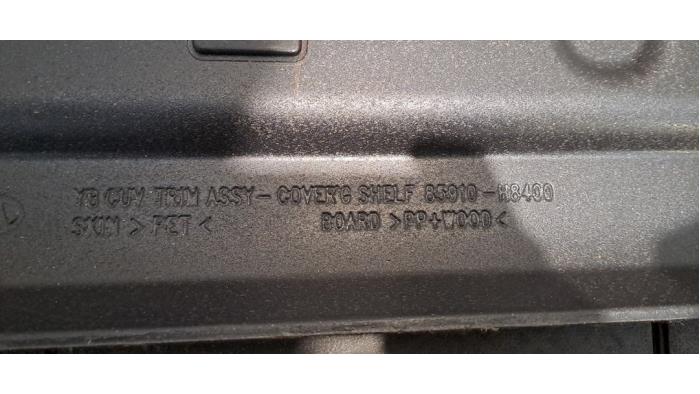 YB CUV TRIM ASSY-COVER'G SHELF 85910-H8400
SKIN >PET< BOARD >PP+WOOD<